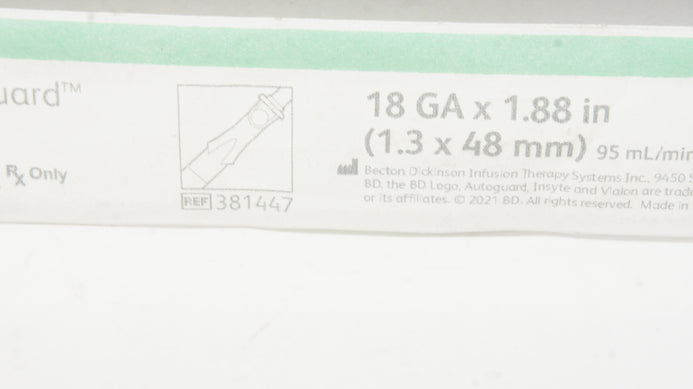 uard™
Rx Only
REF 381447
18 GA x 1.88 in
(1.3 x 48 mm) 95 mL/min
Becton Dickinson Infusion Therapy Systems Inc., 9450 S
BD, the BD Logo, Autoguard, Insyte and Vialon are trad
or its affiliates. © 2021 BD. All rights reserved. Made in